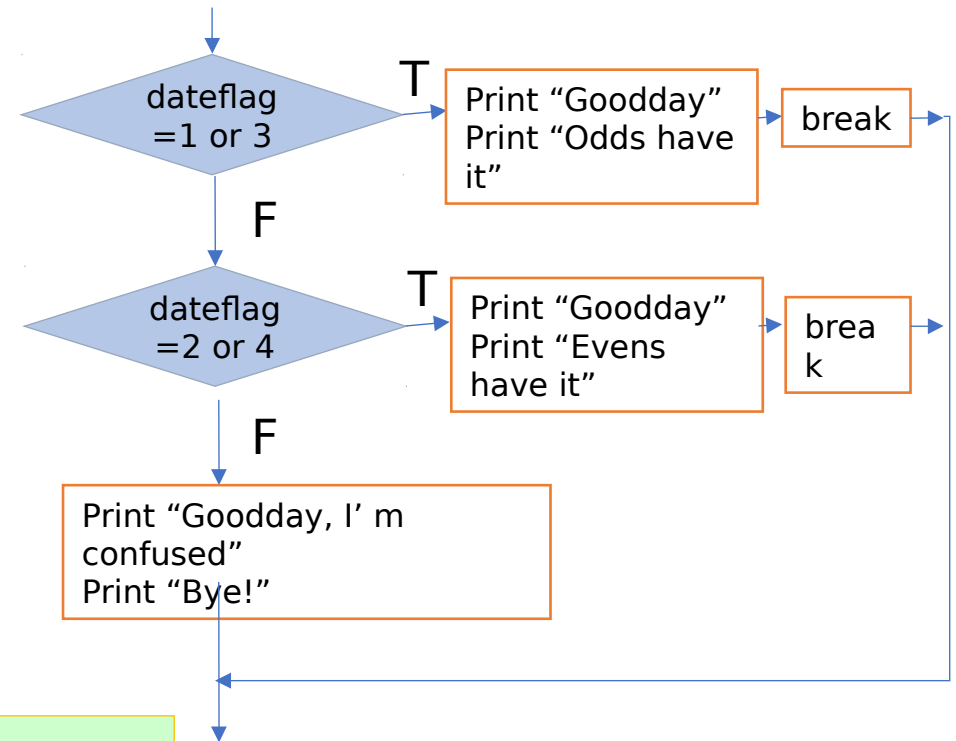 dateflag
=1 or 3
T
Print “Goodday”
Print “Odds have
it”
break
F
dateflag
=2 or 4
T
Print “Goodday”
Print “Evens
have it”
brea
k
F
Print “Goodday, I’ m
confused”
Print “Bye!”